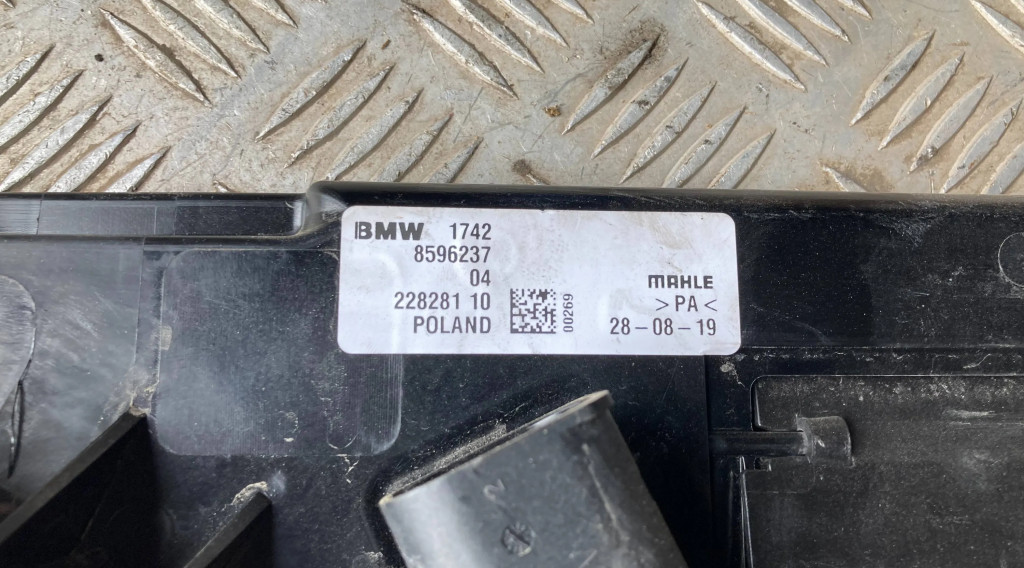 BMW 1742
8596237
04
228281 10
POLAND
00269
MAHLE
>PA<
28-08-19